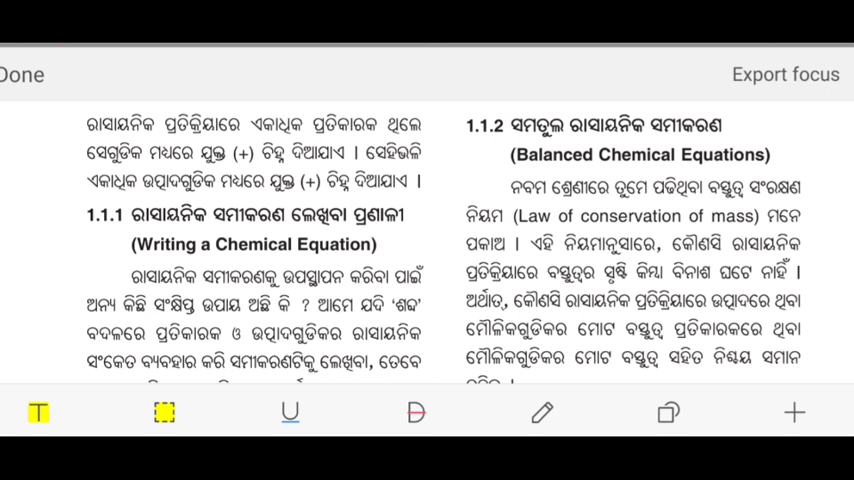 Done
Export focus
ରାସାୟନିକ ପ୍ରତିକ୍ରିୟାରେ ଏକାଧିକ ପ୍ରତିକାରକ ଥିଲେ
ସେଗୁଡିକ ମଧ୍ୟରେ ଯୁକ୍ତ (+) ଚିହ୍ନ ଦିଆଯାଏ । ସେହିଭଳି
ଏକାଧିକ ଉତ୍ପାଦଗୁଡିକ ମଧ୍ୟରେ ଯୁକ୍ତ (+) ଚିହ୍ନ ଦିଆଯାଏ ।
1.1.1 ରାସାୟନିକ ସମୀକରଣ ଲେଖିବା ପ୍ରଣାଳୀ
(Writing a Chemical Equation)
ରାସାୟନିକ ସମୀକରଣକୁ ଉପସ୍ଥାପନ କରିବା ପାଇଁ
ଅନ୍ୟ କିଛି ସଂକ୍ଷିପ୍ତ ଉପାୟ ଅଛି କି ? ଆମେ ଯଦି ‘ଶବ୍ଦ’
ବଦଳରେ ପ୍ରତିକାରକ ଓ ଉତ୍ପାଦଗୁଡିକର ରାସାୟନିକ
ସଂକେତ ବ୍ୟବହାର କରି ସମୀକରଣଟିକୁ ଲେଖିବା, ତେବେ
1.1.2 ସମତୁଲ ରାସାୟନିକ ସମୀକରଣ
(Balanced Chemical Equations)
ନବମ ଶ୍ରେଣୀରେ ତୁମେ ପଢିଥିବା ବସ୍ତୁତ୍ୱ ସଂରକ୍ଷଣ
ନିୟମ (Law of conservation of mass) ମନେ
ପକାଅ । ଏହି ନିୟମାନୁସାରେ, କୌଣସି ରାସାୟନିକ
ପ୍ରତିକ୍ରିୟାରେ ବସ୍ତୁତ୍ୱର ସୃଷ୍ଟି କିମ୍ବା ବିନାଶ ଘଟେ ନାହିଁ ।
ଅର୍ଥାତ୍, କୌଣସି ରାସାୟନିକ ପ୍ରତିକ୍ରିୟାରେ ଉତ୍ପାଦରେ ଥିବା
ମୌଳିକଗୁଡିକର ମୋଟ ବସ୍ତୁତ୍ୱ ପ୍ରତିକାରକରେ ଥିବା
ମୌଳିକଗୁଡିକର ମୋଟ ବସ୍ତୁତ୍ୱ ସହିତ ନିଶ୍ଚୟ ସମାନ